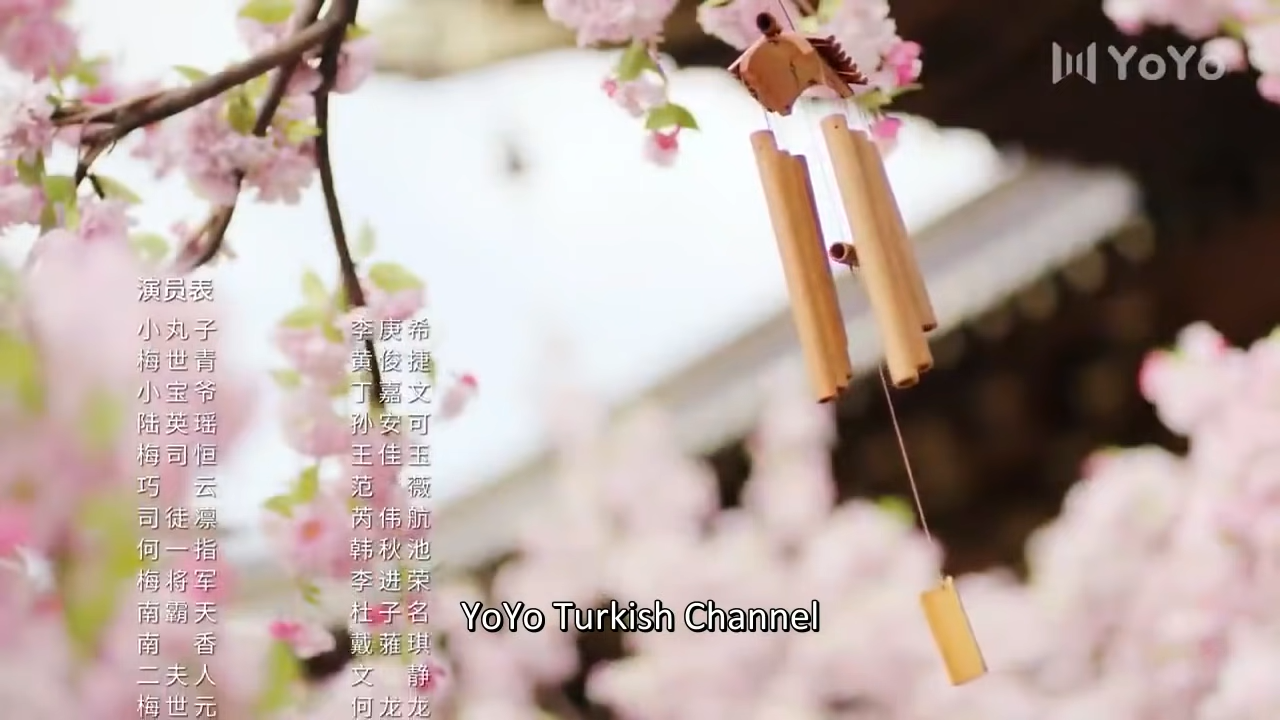 YoYo
演员表
小丸子 李庚希
梅世青 黄俊捷
小宝爷 丁嘉文
陆英瑶 孙安可
梅司恒 王佳玉
巧云 范薇
司徒凛 芮伟航
何一指 韩秋池
梅将军 李进荣
南霸天 杜子名
南香 戴蕥琪
二夫人 文静
梅世元 何龙龙
YoYo Turkish Channel